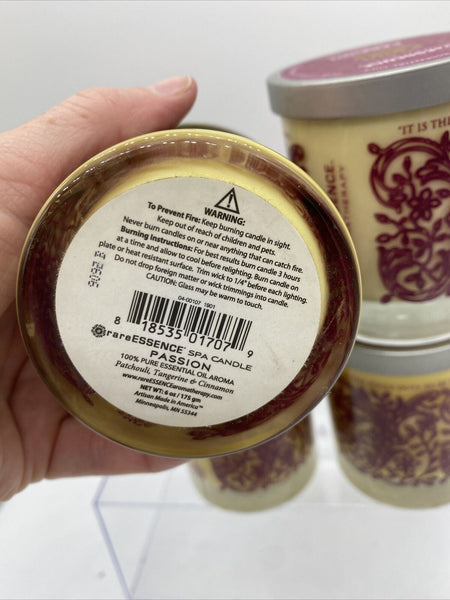 WARNING:
To Prevent Fire: Keep burning candle in sight.
Keep out of reach of children and pets.
Never burn candles on or near anything that can catch fire.
Burning Instructions: For best results burn candle 3 hours
at a time and allow to cool before relighting. Burn candle on
plate or heat resistant surface. Trim wick to 1/4" before each lighting.
Do not drop foreign matter or wick trimmings into candle.
CAUTION: Glass may be warm to touch.
04-00107 1901
8 18535 01707 9
rareESSENCE® SPA CANDLE
PASSION
100% PURE ESSENTIAL OIL AROMA
Patchouli, Tangerine & Cinnamon
www.rareESSENCEaromatherapy.com
NET WT: 6 oz / 175 gm
Artisan Made in America™
Minneapolis, MN 55344
"IT IS THE